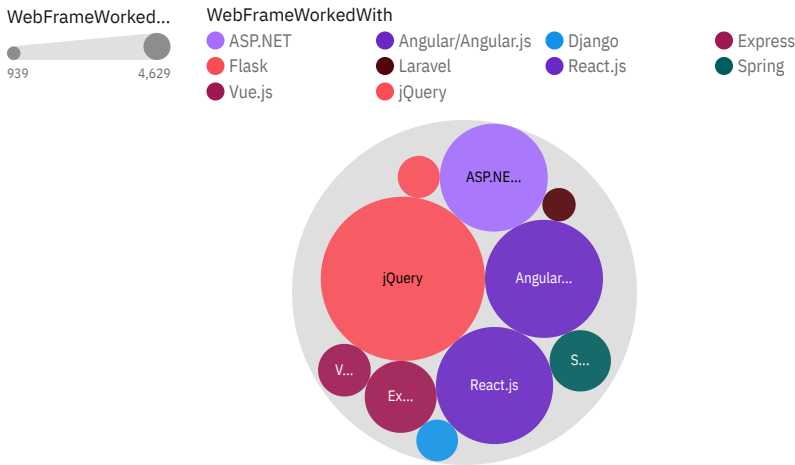 WebFrameWorked...
939 4,629
WebFrameWorkedWith
ASP.NET Angular/Angular.js Django Express
Flask Laravel React.js Spring
Vue.js jQuery
ASP.NE...
jQuery Angular...
V... Ex... React.js S...